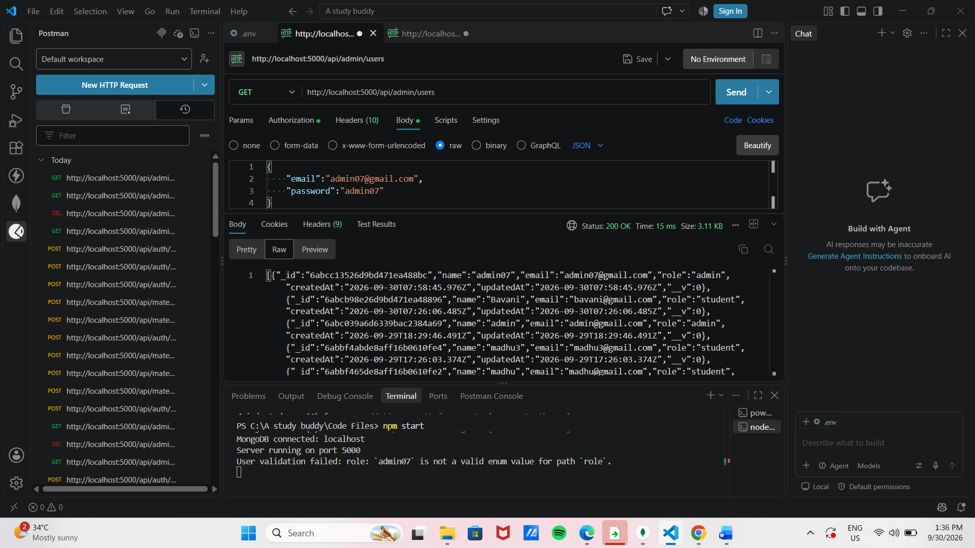 File Edit Selection View Go Run Terminal Help
A study buddy
Sign In
Postman
Default workspace
New HTTP Request
Filter
Today
GET http://localhost:5000/api/admi...
GET http://localhost:5000/api/admi...
DEL http://localhost:5000/api/admi...
GET http://localhost:5000/api/admi...
POST http://localhost:5000/api/auth/...
POST http://localhost:5000/api/auth/...
POST http://localhost:5000/api/auth/...
POST http://localhost:5000/api/auth/...
POST http://localhost:5000/api/mate...
POST http://localhost:5000/api/auth/...
POST http://localhost:5000/api/mate...
POST http://localhost:5000/api/auth/...
POST http://localhost:5000/api/mate...
POST http://localhost:5000/api/auth/...
GET http://localhost:5000/api/admi...
DEL http://localhost:5000/api/admi...
GET http://localhost:5000/api/admi...
POST http://localhost:5000/api/auth/...
.env
http://localhos...
http://localhos...
http://localhost:5000/api/admin/users
Save
No Environment
GET
http://localhost:5000/api/admin/users
Send
Params Authorization Headers (10) Body Scripts Settings
Code Cookies
none form-data x-www-form-urlencoded raw binary GraphQL JSON
Beautify
1 {
2 "email":"admin07@gmail.com",
3 "password":"admin07"
4 }
Body Cookies Headers (9) Test Results
Status: 200 OK Time: 15 ms Size: 3.11 KB
Pretty Raw Preview
1 [{"_id":"6abcc13526d9bd471ea488bc","name":"admin07","email":"admin07@gmail.com","role":"admin",
"createdAt":"2026-09-30T07:58:45.976Z","updatedAt":"2026-09-30T07:58:45.976Z","__v":0},
{"_id":"6abcb98e26d9bd471ea48896","name":"Bavani","email":"bavani@gmail.com","role":"student",
"createdAt":"2026-09-30T07:26:06.485Z","updatedAt":"2026-09-30T07:26:06.485Z","__v":0},
{"_id":"6abc039a6d6339bac2384a69","name":"admin","email":"admin@gmail.com","role":"admin",
"createdAt":"2026-09-29T18:29:46.491Z","updatedAt":"2026-09-29T18:29:46.491Z","__v":0},
{"_id":"6abbf4abde8aff16b0610fe4","name":"madhu3","email":"madhu3@gmail.com","role":"student",
"createdAt":"2026-09-29T17:26:03.374Z","updatedAt":"2026-09-29T17:26:03.374Z","__v":0},
{"_id":"6abbf465de8aff16b0610fe2","name":"madhu","email":"madhu@gmail.com","role":"student",
Problems Output Debug Console Terminal Ports Postman Console
PS C:\A study buddy\Code Files> npm start
MongoDB connected: localhost
Server running on port 5000
User validation failed: role: `admin07` is not a valid enum value for path `role`.
pow...
node...
Chat
Build with Agent
AI responses may be inaccurate
Generate Agent Instructions to onboard AI
onto your codebase.
.env
Describe what to build
Agent Models
Local Default permissions
0 0
2
34°C
Mostly sunny
Search
ENG
US
1:36 PM
9/30/2026